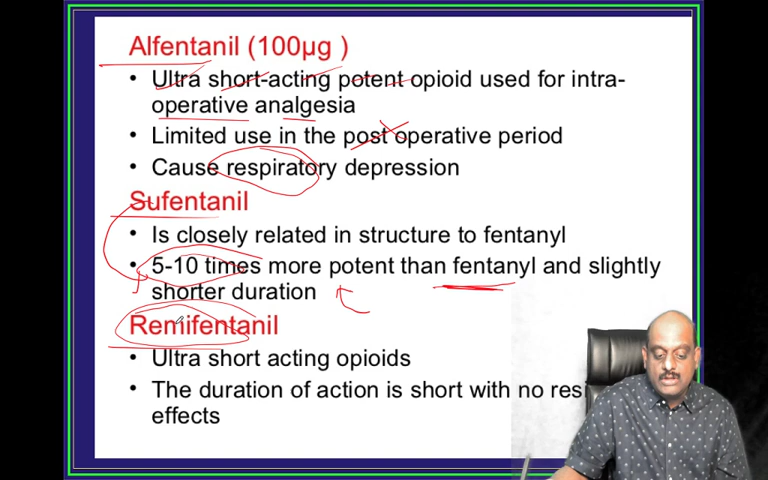 Alfentanil (100µg )
• Ultra short-acting potent opioid used for intra-
operative analgesia
• Limited use in the post operative period
• Cause respiratory depression
Sufentanil
• Is closely related in structure to fentanyl
• 5-10 times more potent than fentanyl and slightly
shorter duration
Remifentanil
• Ultra short acting opioids
• The duration of action is short with no resi
effects